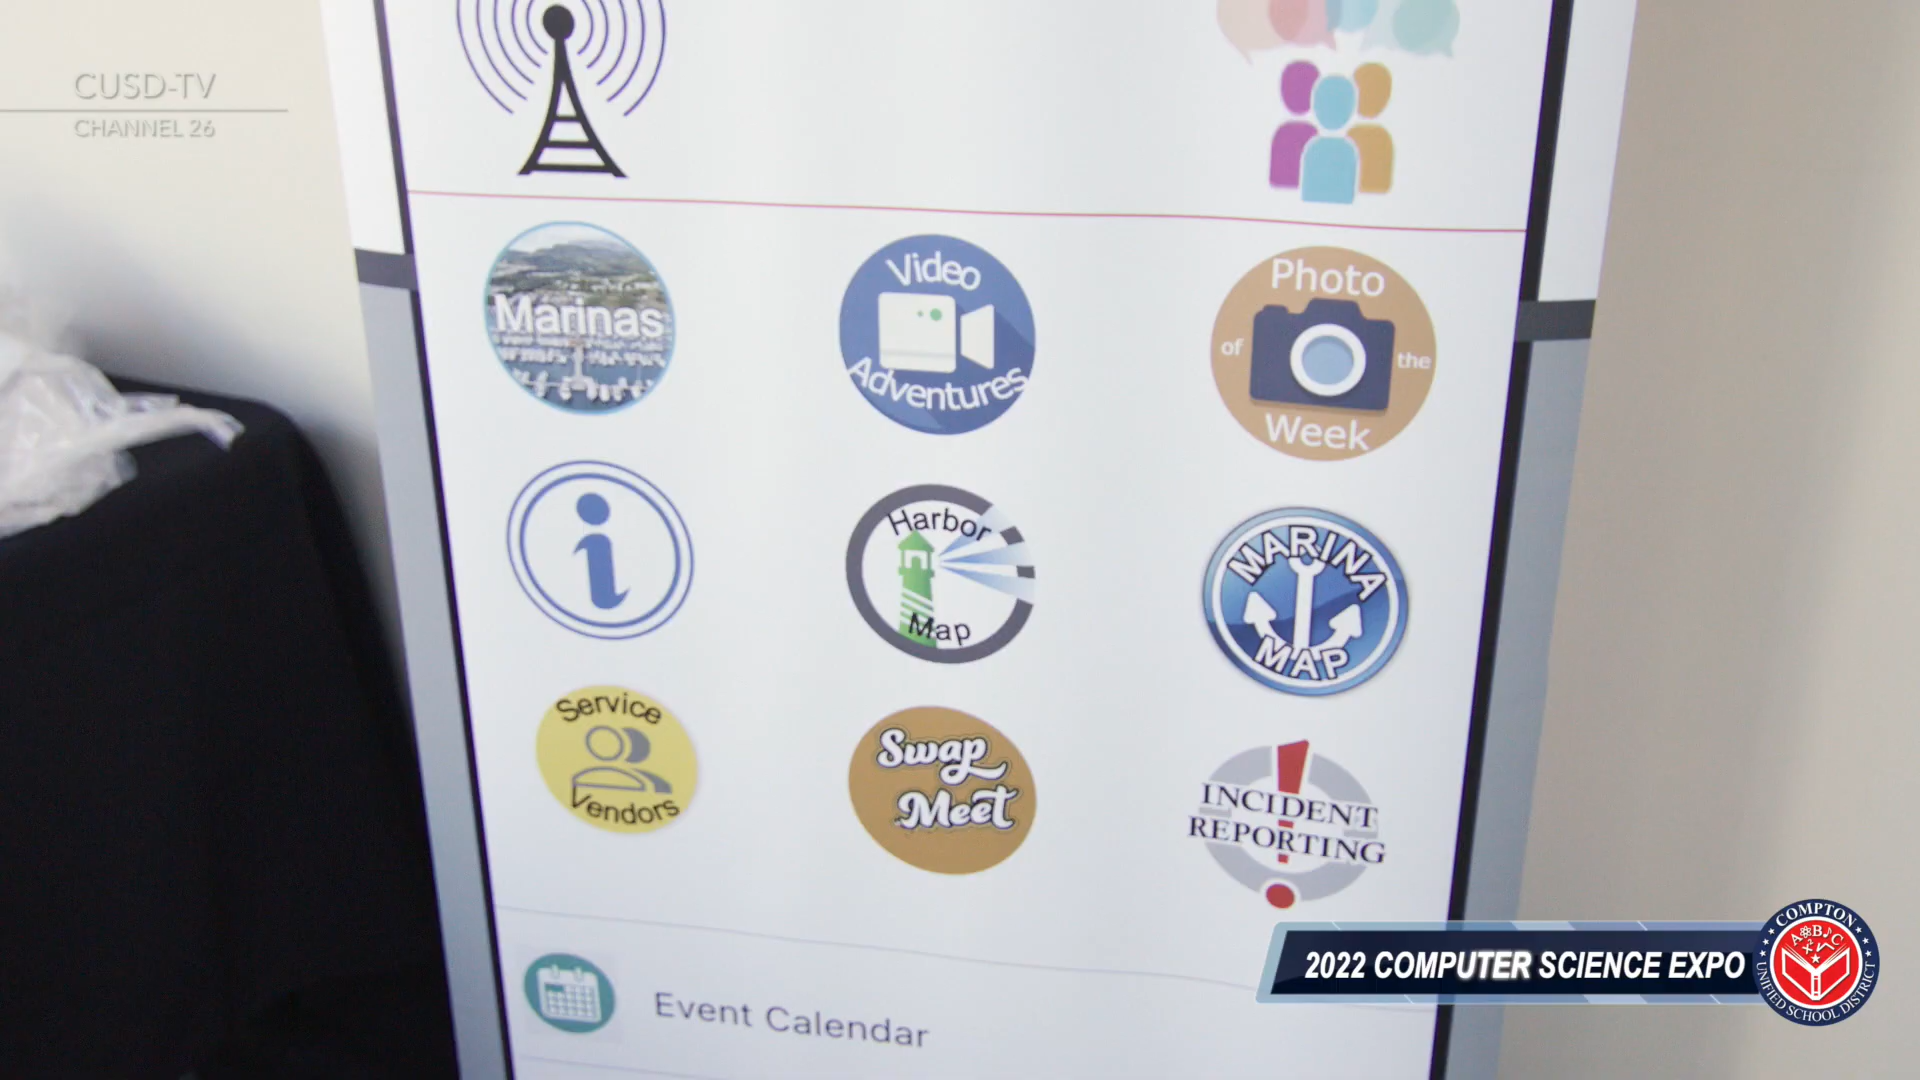 CUSD-TV
CHANNEL 26
Marinas
Video
Adventures
Photo
of the
Week
Harbor
Map
MARINA
MAP
Service
Vendors
Swap
Meet
INCIDENT
REPORTING
Event Calendar
2022 COMPUTER SCIENCE EXPO
COMPTON
UNIFIED SCHOOL DISTRICT
A B C